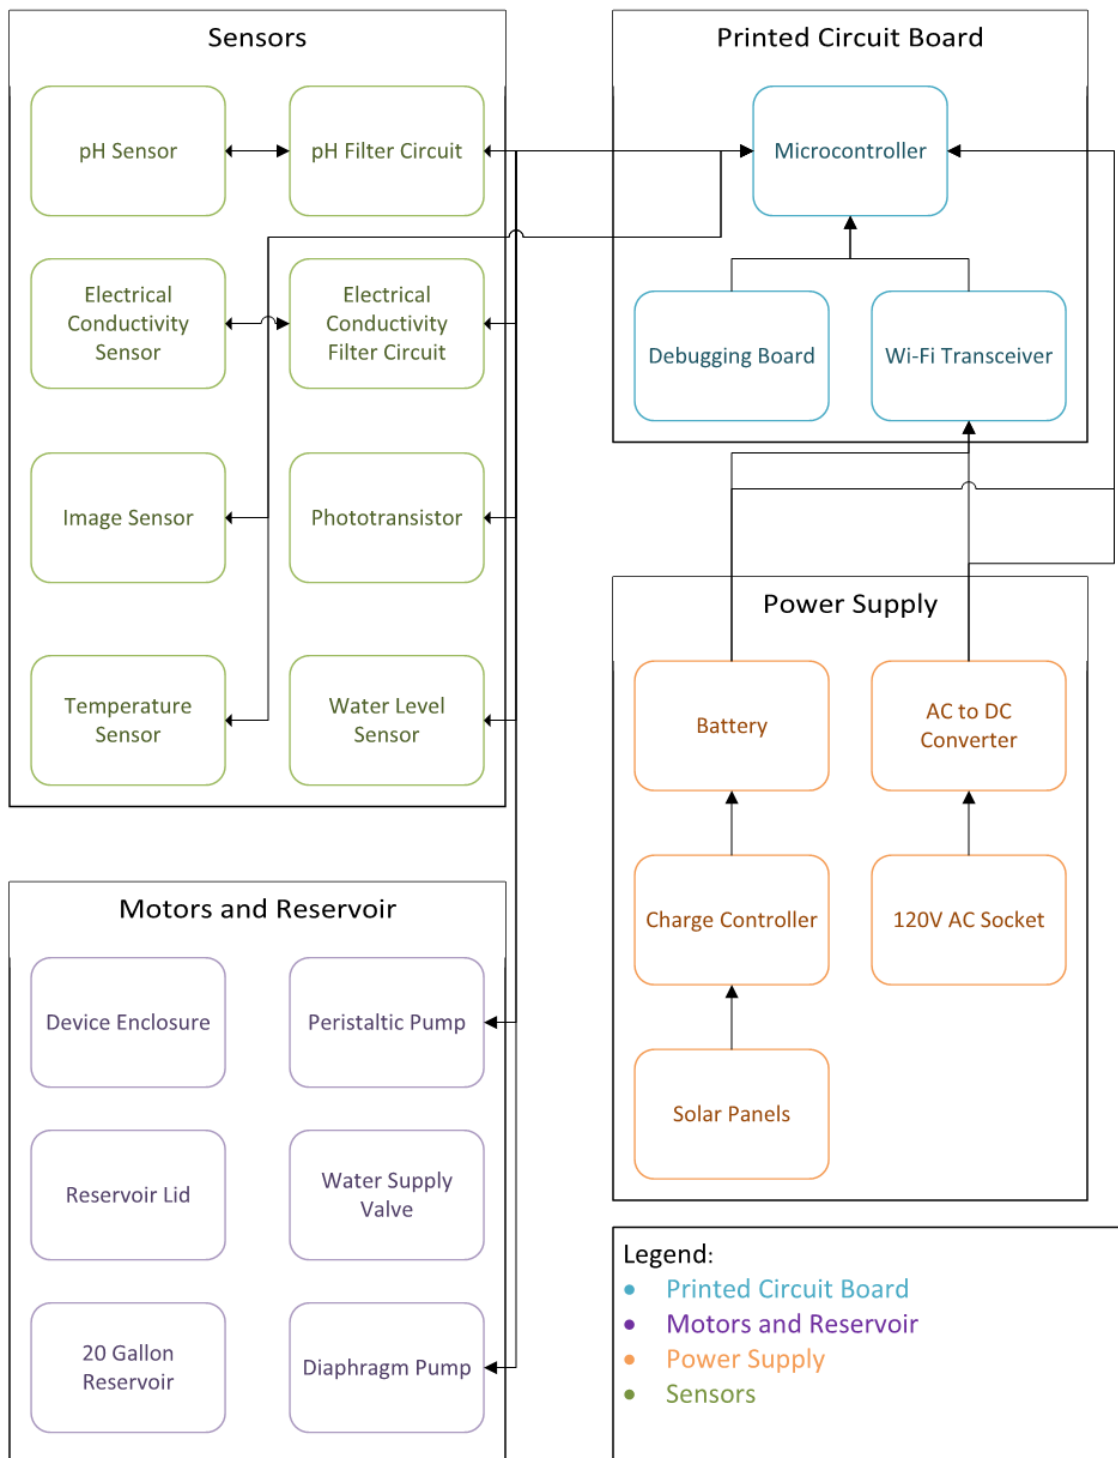 Sensors
pH Sensor
pH Filter Circuit
Electrical
Conductivity
Sensor
Electrical
Conductivity
Filter Circuit
Image Sensor
Phototransistor
Temperature
Sensor
Water Level
Sensor
Printed Circuit Board
Microcontroller
Debugging Board
Wi-Fi Transceiver
Power Supply
Battery
AC to DC
Converter
Charge Controller
120V AC Socket
Solar Panels
Motors and Reservoir
Device Enclosure
Peristaltic Pump
Reservoir Lid
Water Supply
Valve
20 Gallon
Reservoir
Diaphragm Pump
Legend:
• Printed Circuit Board
• Motors and Reservoir
• Power Supply
• Sensors